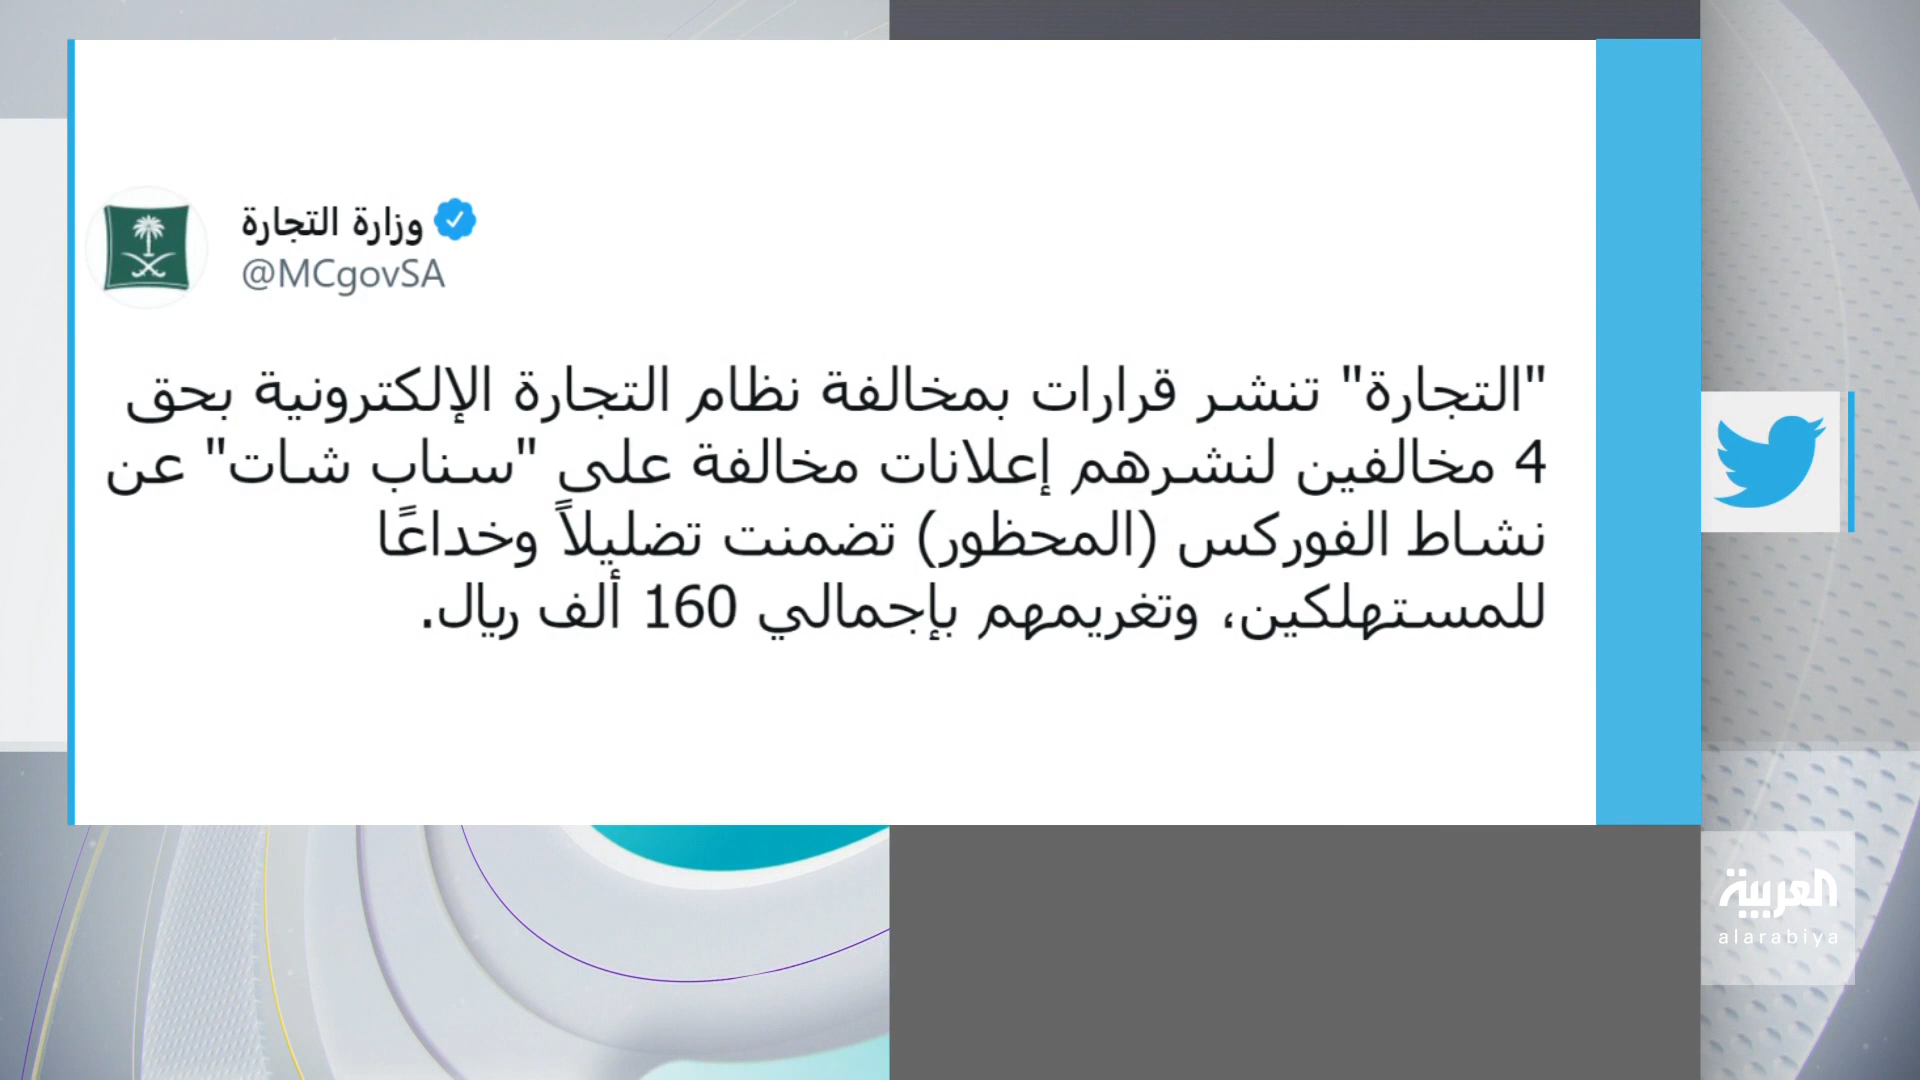 وزارة التجارة
@MCgovSA
"التجارة" تنشر قرارات بمخالفة نظام التجارة الإلكترونية بحق
4 مخالفين لنشرهم إعلانات مخالفة على "سناب شات" عن
نشاط الفوركس (المحظور) تضمنت تضليلاً وخداعًا
للمستهلكين، وتغريمهم بإجمالي 160 ألف ريال.
العربية
alarabiya